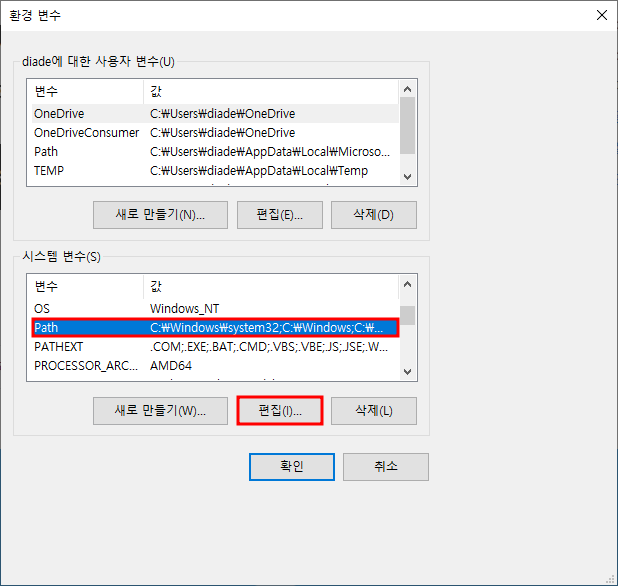 환경 변수
diade에 대한 사용자 변수(U)
변수 값
OneDrive C:₩Users₩diade₩OneDrive
OneDriveConsumer C:₩Users₩diade₩OneDrive
Path C:₩Users₩diade₩AppData₩Local₩Microso...
TEMP C:₩Users₩diade₩AppData₩Local₩Temp
새로 만들기(N)... 편집(E)... 삭제(D)
시스템 변수(S)
변수 값
OS Windows_NT
Path C:₩Windows₩system32;C:₩Windows;C:₩...
PATHEXT .COM;.EXE;.BAT;.CMD;.VBS;.VBE;.JS;.JSE;.W...
PROCESSOR_ARC... AMD64
새로 만들기(W)... 편집(I)... 삭제(L)
확인 취소